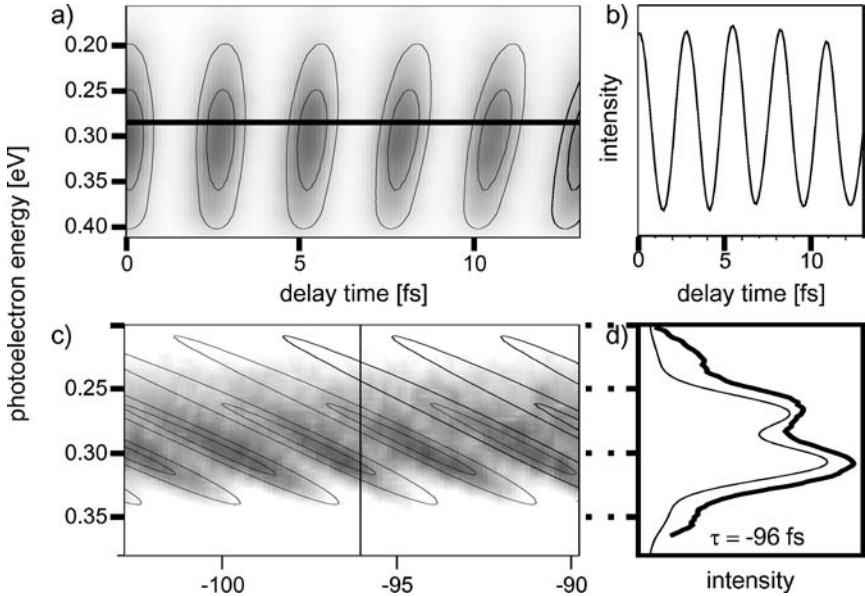 a)
b)
0.20
0.25
0.30
0.35
0.40
0
5
10
delay time [fs]
intensity
0
5
10
delay time [fs]
photoelectron energy [eV]
c)
d)
0.25
0.30
0.35
-100
-95
-90
τ = -96 fs
intensity